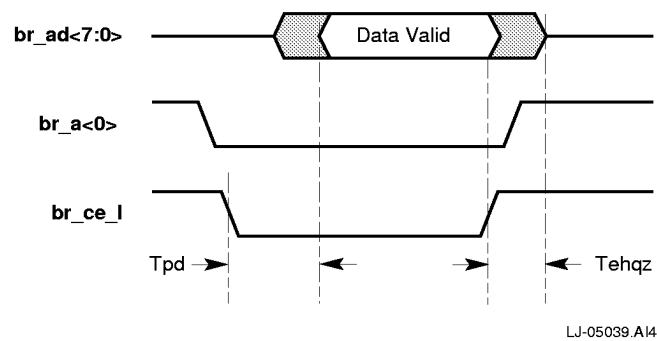 br_ad<7:0>
Data Valid
br_a<0>
br_ce_l
Tpd
Tehqz
LJ-05039.AI4